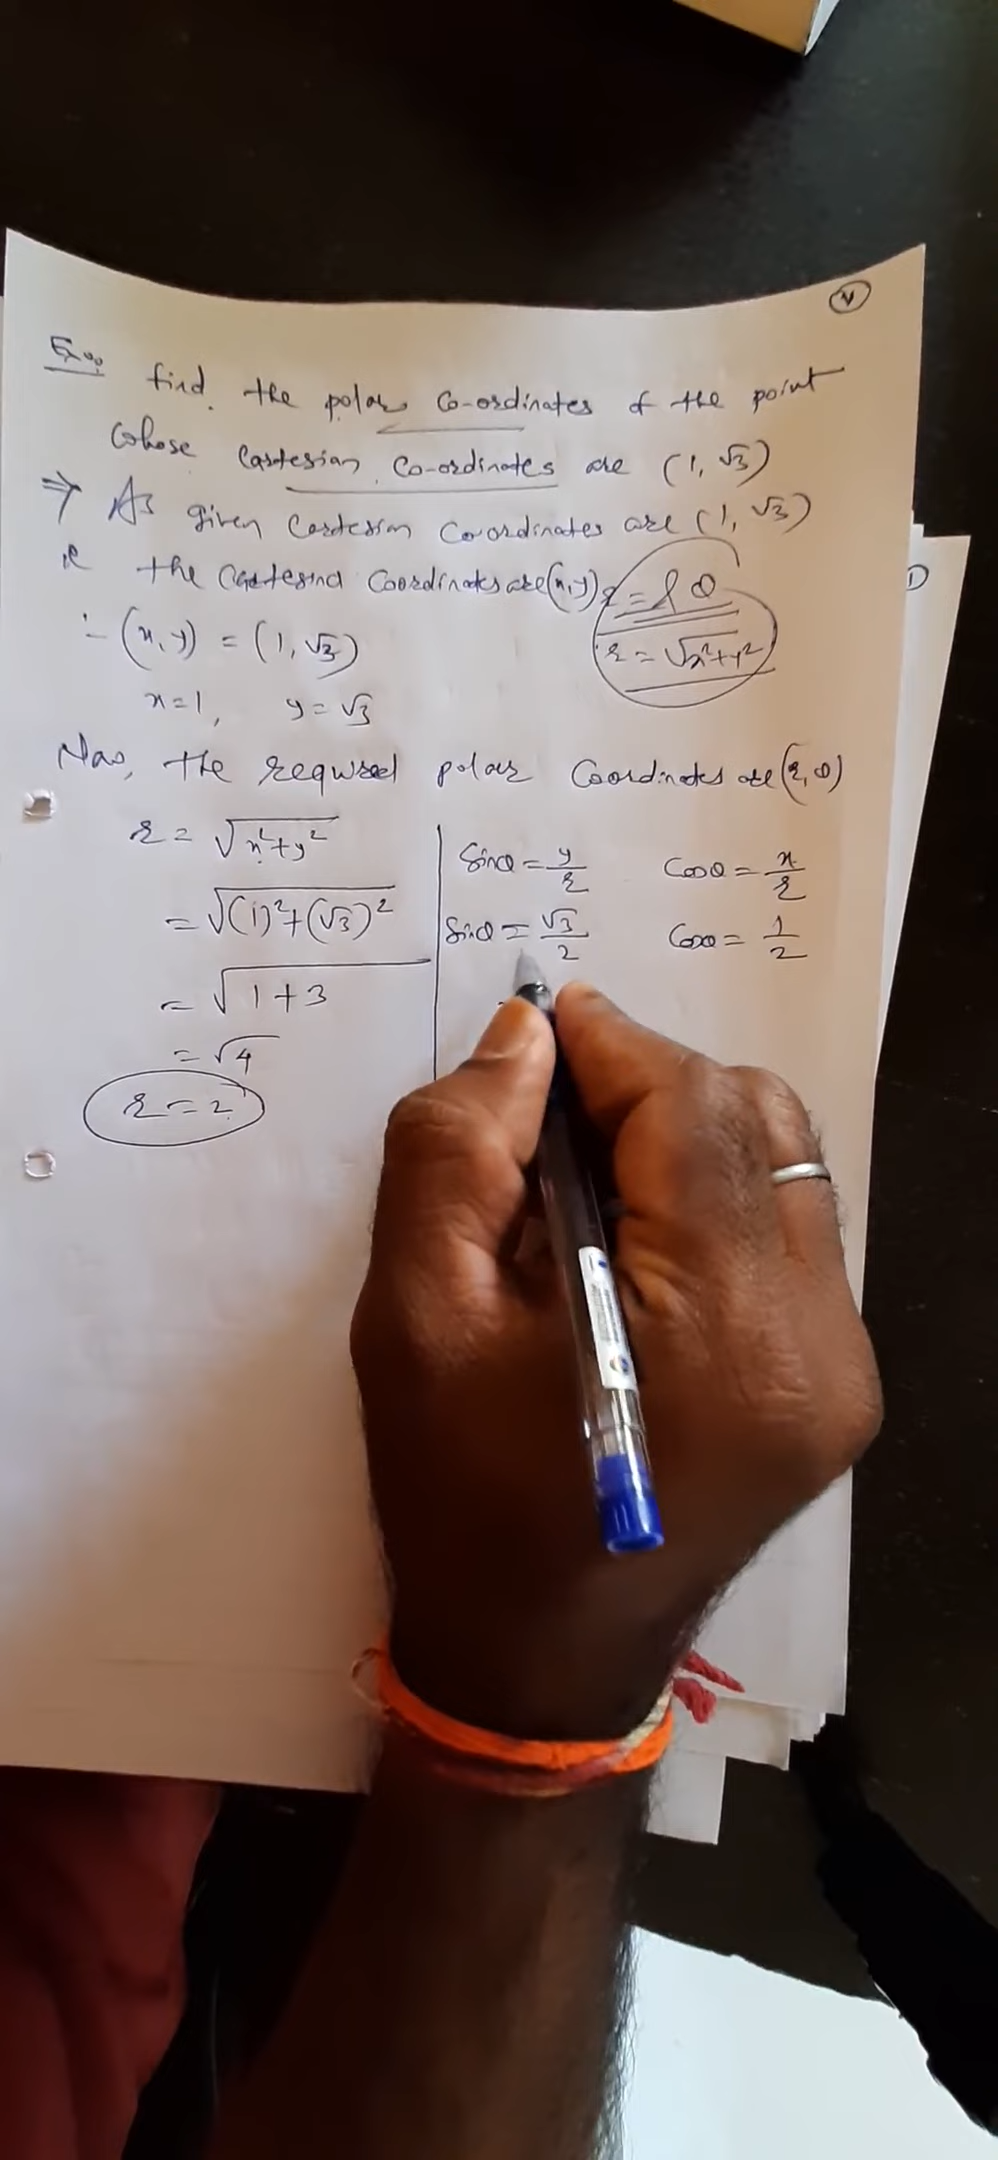 V
Ex:-
find the polar Co-ordinates of the point
whose Cartesian Co-ordinates are (1, √3)
⇒ As given Cartesian Coordinates are (1, √3)
ie the Cartesina Coordinates are (x, y)
r = √x²+y²
∴ (x, y) = (1, √3)
x=1, y=√3
Now, the required polar Coordinates are (r, θ)
r = √x²+y²
= √(1)²+(√3)²
= √1+3
= √4
r = 2
Sinθ = y/r Cosθ = x/r
Sinθ = √3/2 Cosθ = 1/2